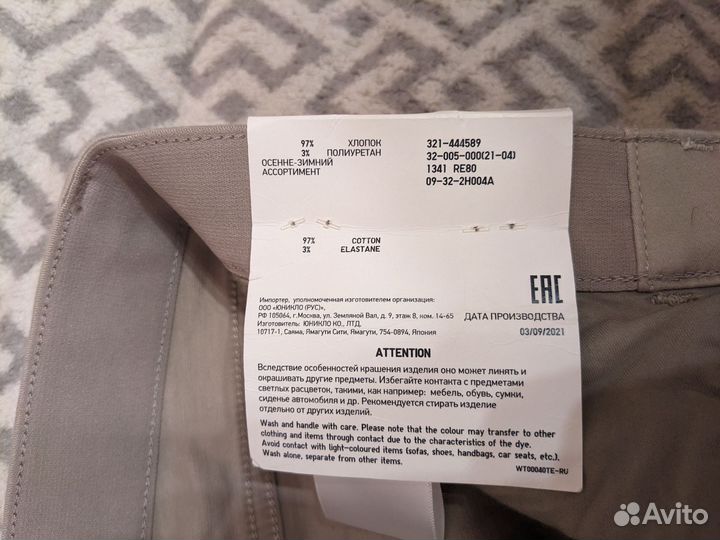 97% ХЛОПОК
3% ПОЛИУРЕТАН
ОСЕННЕ-ЗИМНИЙ
АССОРТИМЕНТ
321-444589
32-005-000(21-04)
1341 RE80
09-32-2H004A
97% COTTON
3% ELASTANE
EAC
ДАТА ПРОИЗВОДСТВА
03/09/2021
Импортер, уполномоченная изготовителем организация:
ООО «ЮНИКЛО (РУС)»,
РФ 105064, г.Москва, ул. Земляной Вал, д. 9, этаж 8, ком. 14-65
Изготовитель: ЮНИКЛО КО., ЛТД,
10717-1, Саяма, Ямагути Сити, Ямагути, 754-0894, Япония
ATTENTION
Вследствие особенностей крашения изделия оно может линять и
окрашивать другие предметы. Избегайте контакта с предметами
светлых расцветок, такими, как например: мебель, обувь, сумки,
сиденье автомобиля и др. Рекомендуется стирать изделие
отдельно от других изделий.
Wash and handle with care. Please note that the colour may transfer to other
clothing and items through contact due to the characteristics of the dye.
Avoid contact with light-coloured items (sofas, shoes, handbags, car seats, etc.).
Wash alone, separate from other items.
WT00040TE-RU
Avito